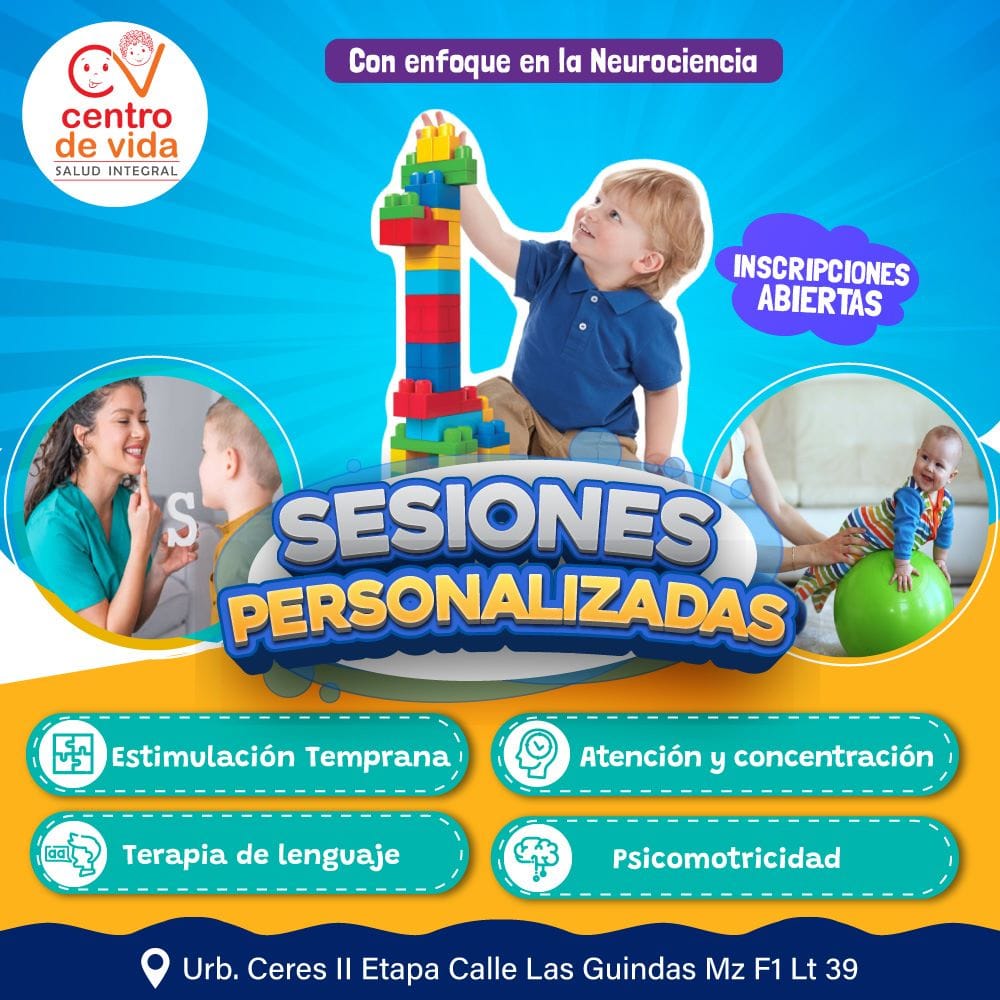 CV
centro
de vida
SALUD INTEGRAL
Con enfoque en la Neurociencia
INSCRIPCIONES
ABIERTAS
S
SESIONES
PERSONALIZADAS
Estimulación Temprana
Atención y concentración
Terapia de lenguaje
Psicomotricidad
Urb. Ceres II Etapa Calle Las Guindas Mz F1 Lt 39